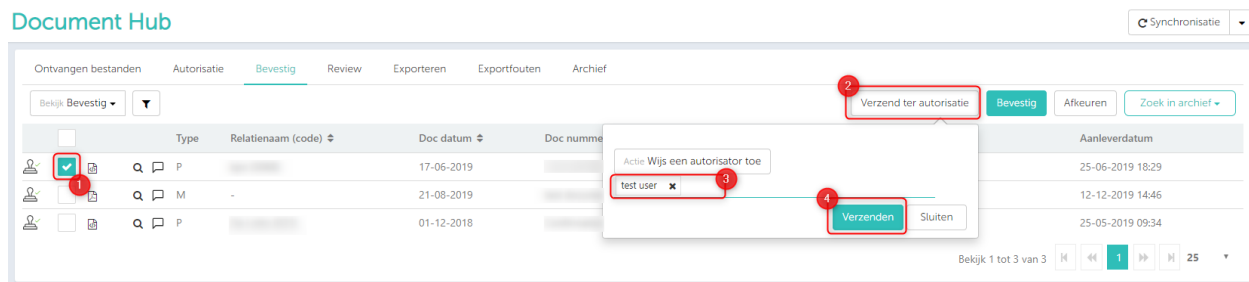 Document Hub
Synchronisatie
Ontvangen bestanden Autorisatie Bevestig Review Exporteren Exportfouten Archief
2
Bekijk Bevestig Verzend ter autorisatie Bevestig Afkeuren Zoek in archief
Type Relatienaam (code) Doc datum Doc numme Aanleverdatum
P 17-06-2019 25-06-2019 18:29
Actie Wijs een autorisator toe
1 3
test user
M - 21-08-2019 12-12-2019 14:46
4
P 01-12-2018 25-05-2019 09:34
Verzenden Sluiten
Bekijk 1 tot 3 van 3 1 25